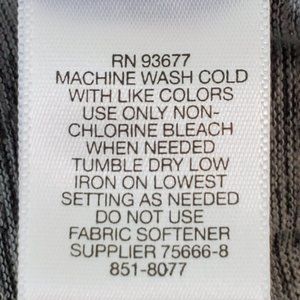 RN 93677
MACHINE WASH COLD
WITH LIKE COLORS
USE ONLY NON-
CHLORINE BLEACH
WHEN NEEDED
TUMBLE DRY LOW
IRON ON LOWEST
SETTING AS NEEDED
DO NOT USE
FABRIC SOFTENER
SUPPLIER 75666-8
851-8077